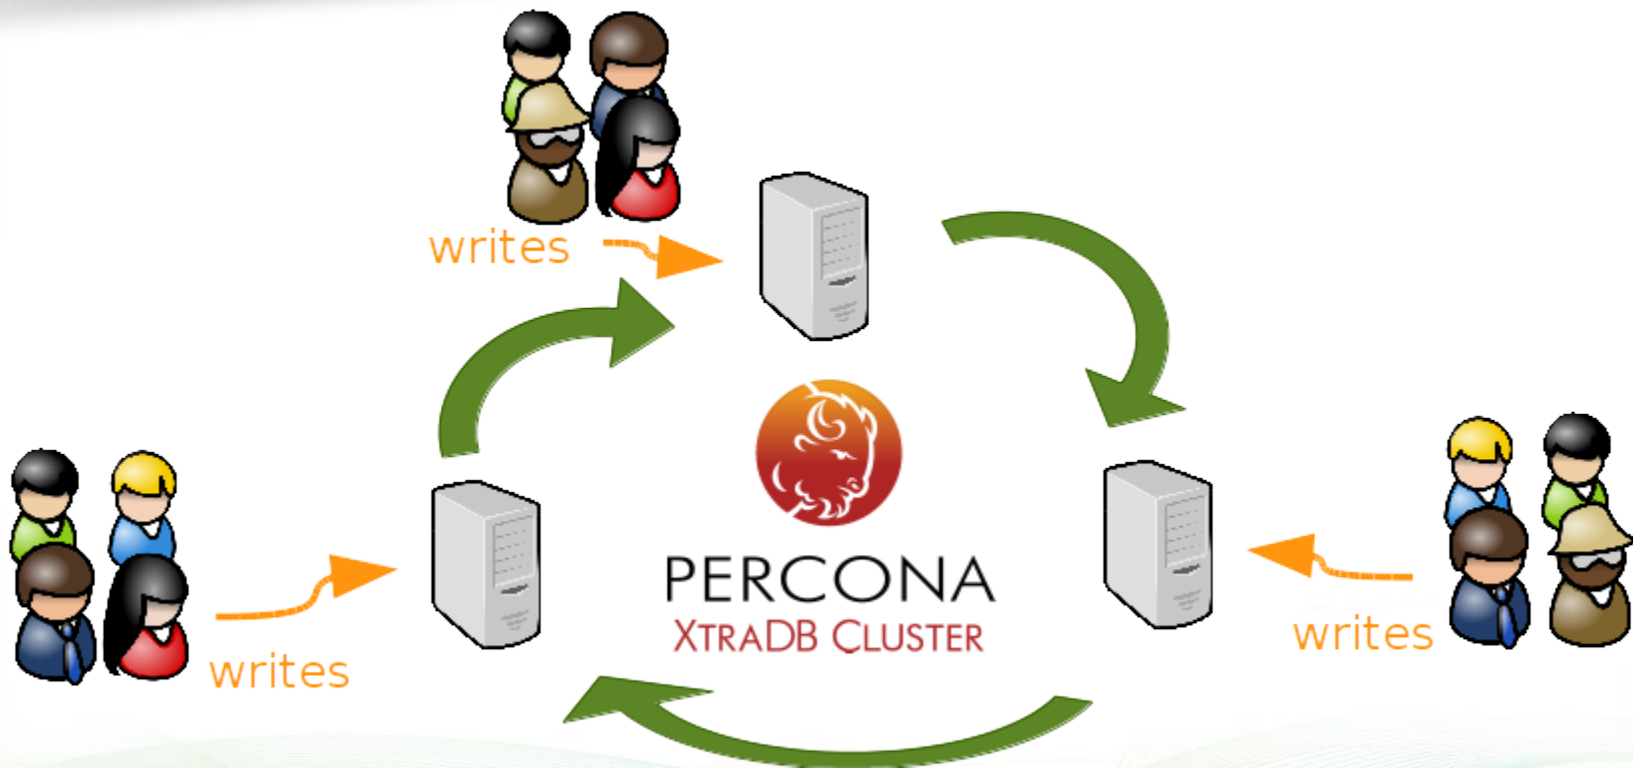 writes
PERCONA
XTRADB CLUSTER
writes
writes